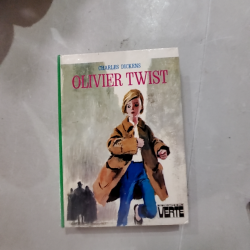 CHARLES DICKENS
OLIVIER TWIST
VERTE